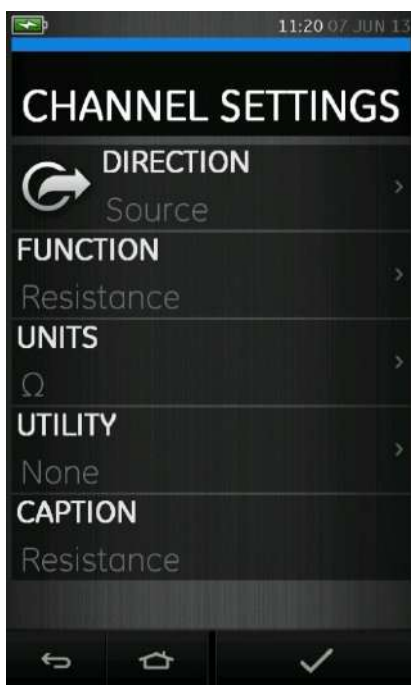 11:20 07 JUN 13
CHANNEL SETTINGS
DIRECTION
Source
FUNCTION
Resistance
UNITS
Ω
UTILITY
None
CAPTION
Resistance